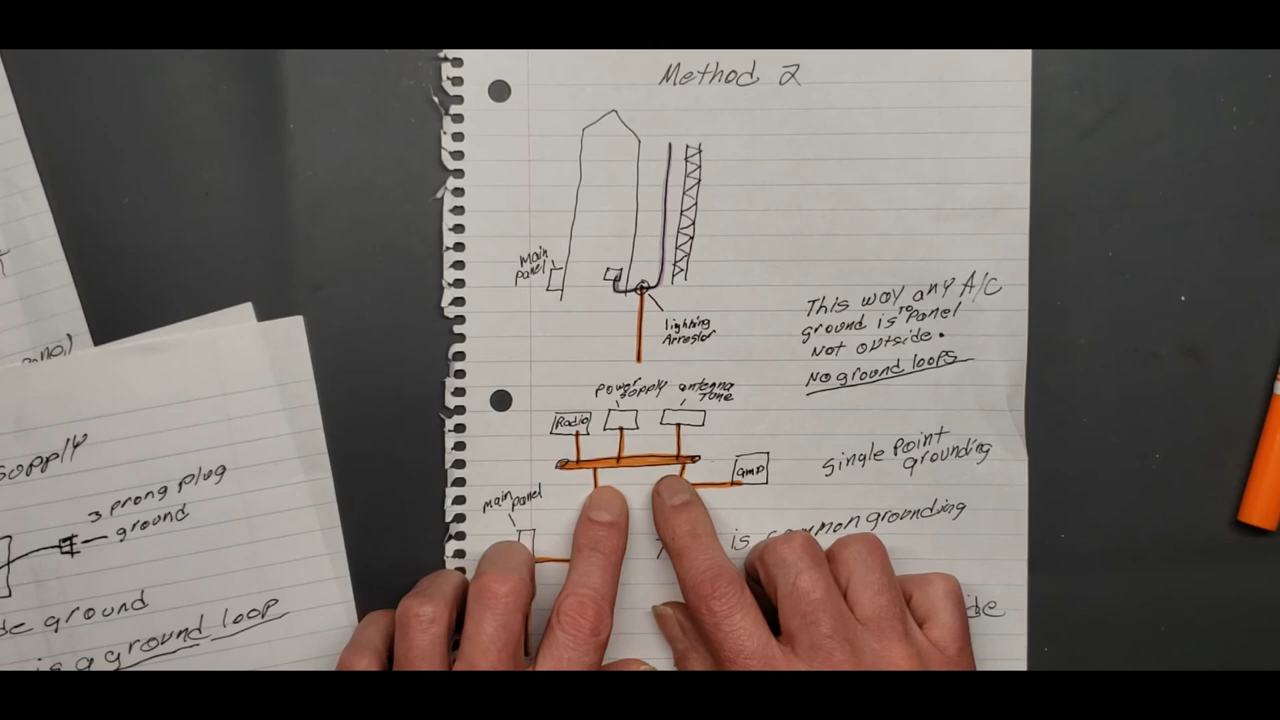 Method 2
main
panel
lighning
Arrestor
This way any A/C
ground is to panel
Not outside.
No ground loops
power
supply
antenna
Tune
Radio
amp
single point
grounding
main panel
is common grounding
supply
3 prong plug
ground
ground
is a ground loop